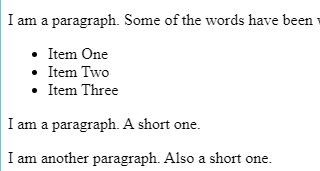 I am a paragraph. Some of the words have been
Item One
Item Two
Item Three
I am a paragraph. A short one.
I am another paragraph. Also a short one.